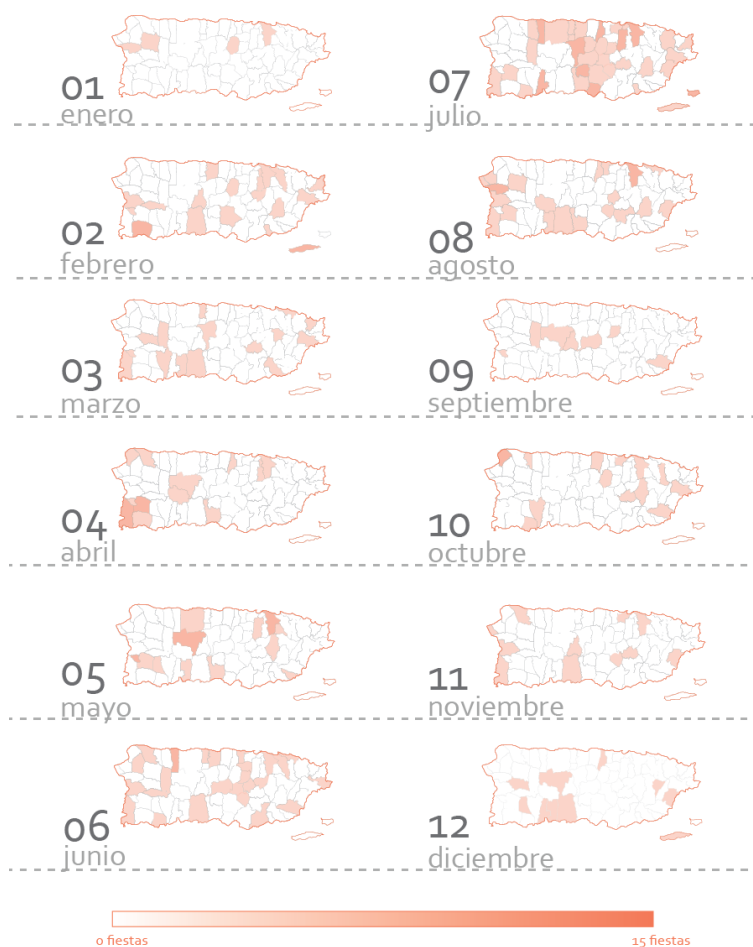 01
enero
07
julio
02
febrero
08
agosto
03
marzo
09
septiembre
04
abril
10
octubre
05
mayo
11
noviembre
06
junio
12
diciembre
0 fiestas
15 fiestas